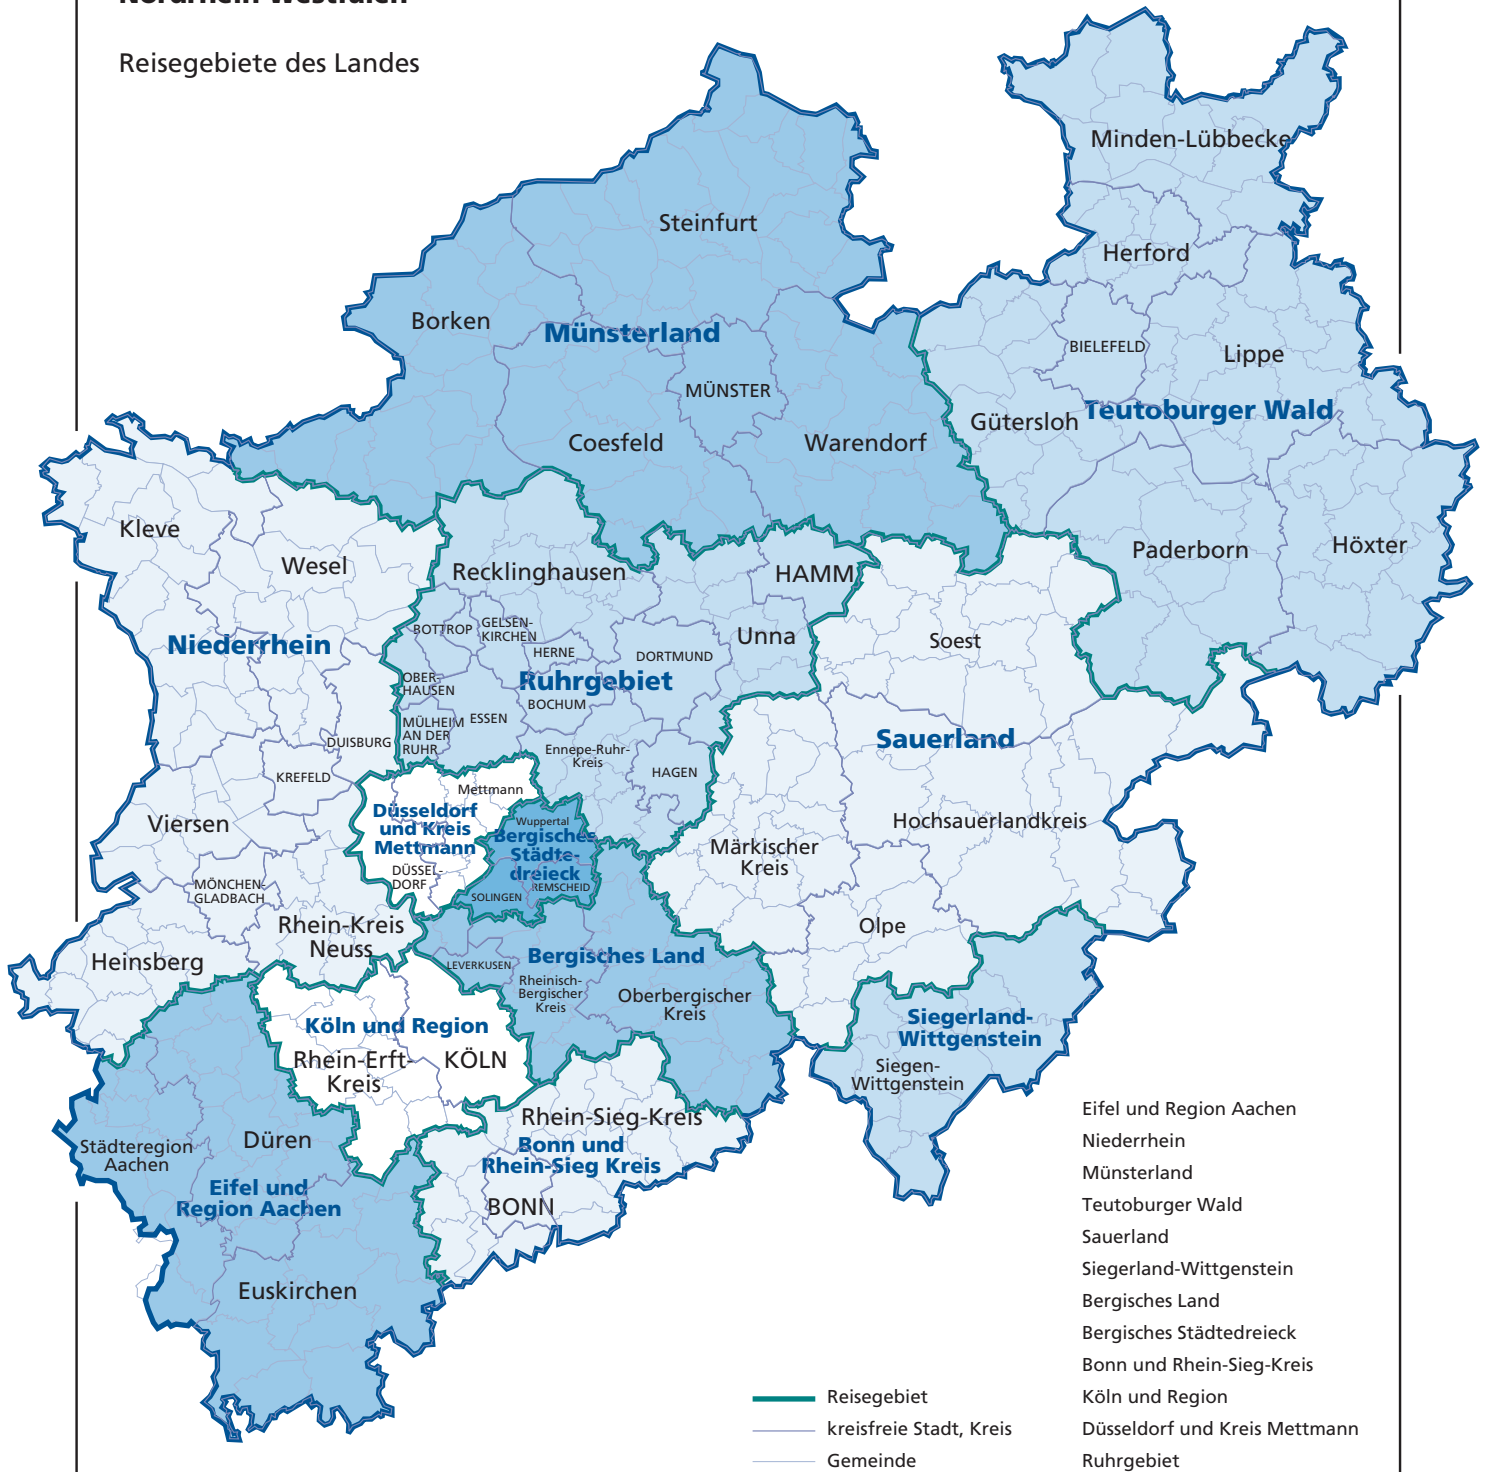 Nordrhein-Westfalen
Reisegebiete des Landes
Minden-Lübbecke
Steinfurt
Herford
Borken
Münsterland
BIELEFELD
Lippe
MÜNSTER
Teutoburger Wald
Gütersloh
Coesfeld
Warendorf
Kleve
Wesel
Recklinghausen
HAMM
Paderborn
Höxter
Niederrhein
BOTTROP
GELSEN-
KIRCHEN
HERNE
DORTMUND
Unna
Soest
OBER-
HAUSEN
Ruhrgebiet
BOCHUM
MÜLHEIM
AN DER
RUHR
ESSEN
DUISBURG
Ennepe-Ruhr-
Kreis
HAGEN
Sauerland
KREFELD
Mettmann
Düsseldorf
und Kreis
Mettmann
Wuppertal
Bergisches
Städte-
dreieck
Viersen
Hochsauerlandkreis
Märkischer
Kreis
DÜSSEL-
DORF
REMSCHEID
SOLINGEN
MÖNCHEN-
GLADBACH
Rhein-Kreis
Neuss
Olpe
Heinsberg
LEVERKUSEN
Bergisches Land
Rheinisch-
Bergischer
Kreis
Oberbergischer
Kreis
Köln und Region
Rhein-Erft-
Kreis
KÖLN
Siegerland-
Wittgenstein
Siegen-
Wittgenstein
Rhein-Sieg-Kreis
Bonn und
Rhein-Sieg Kreis
BONN
Städteregion
Aachen
Düren
Eifel und
Region Aachen
Euskirchen
Eifel und Region Aachen
Niederrhein
Münsterland
Teutoburger Wald
Sauerland
Siegerland-Wittgenstein
Bergisches Land
Bergisches Städtedreieck
Bonn und Rhein-Sieg-Kreis
Köln und Region
Düsseldorf und Kreis Mettmann
Ruhrgebiet
Reisegebiet
kreisfreie Stadt, Kreis
Gemeinde